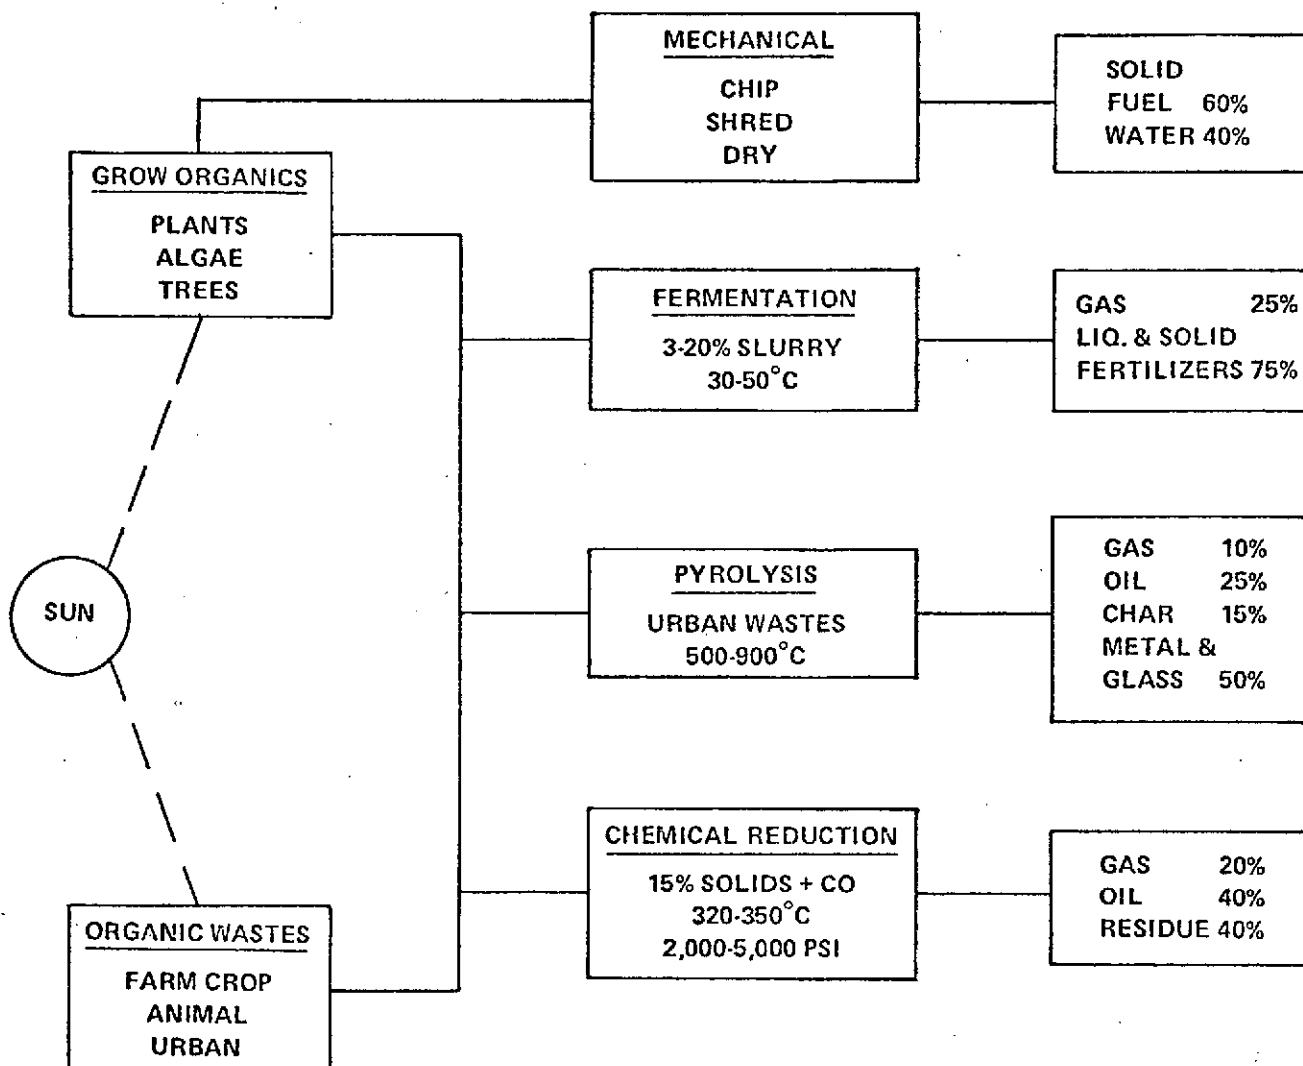 MECHANICAL
CHIP
SHRED
DRY
SOLID
FUEL 60%
WATER 40%
GROW ORGANICS
PLANTS
ALGAE
TREES
FERMENTATION
3-20% SLURRY
30-50°C
GAS 25%
LIQ. & SOLID
FERTILIZERS 75%
SUN
PYROLYSIS
URBAN WASTES
500-900°C
GAS 10%
OIL 25%
CHAR 15%
METAL &
GLASS 50%
CHEMICAL REDUCTION
15% SOLIDS + CO
320-350°C
2,000-5,000 PSI
GAS 20%
OIL 40%
RESIDUE 40%
ORGANIC WASTES
FARM CROP
ANIMAL
URBAN